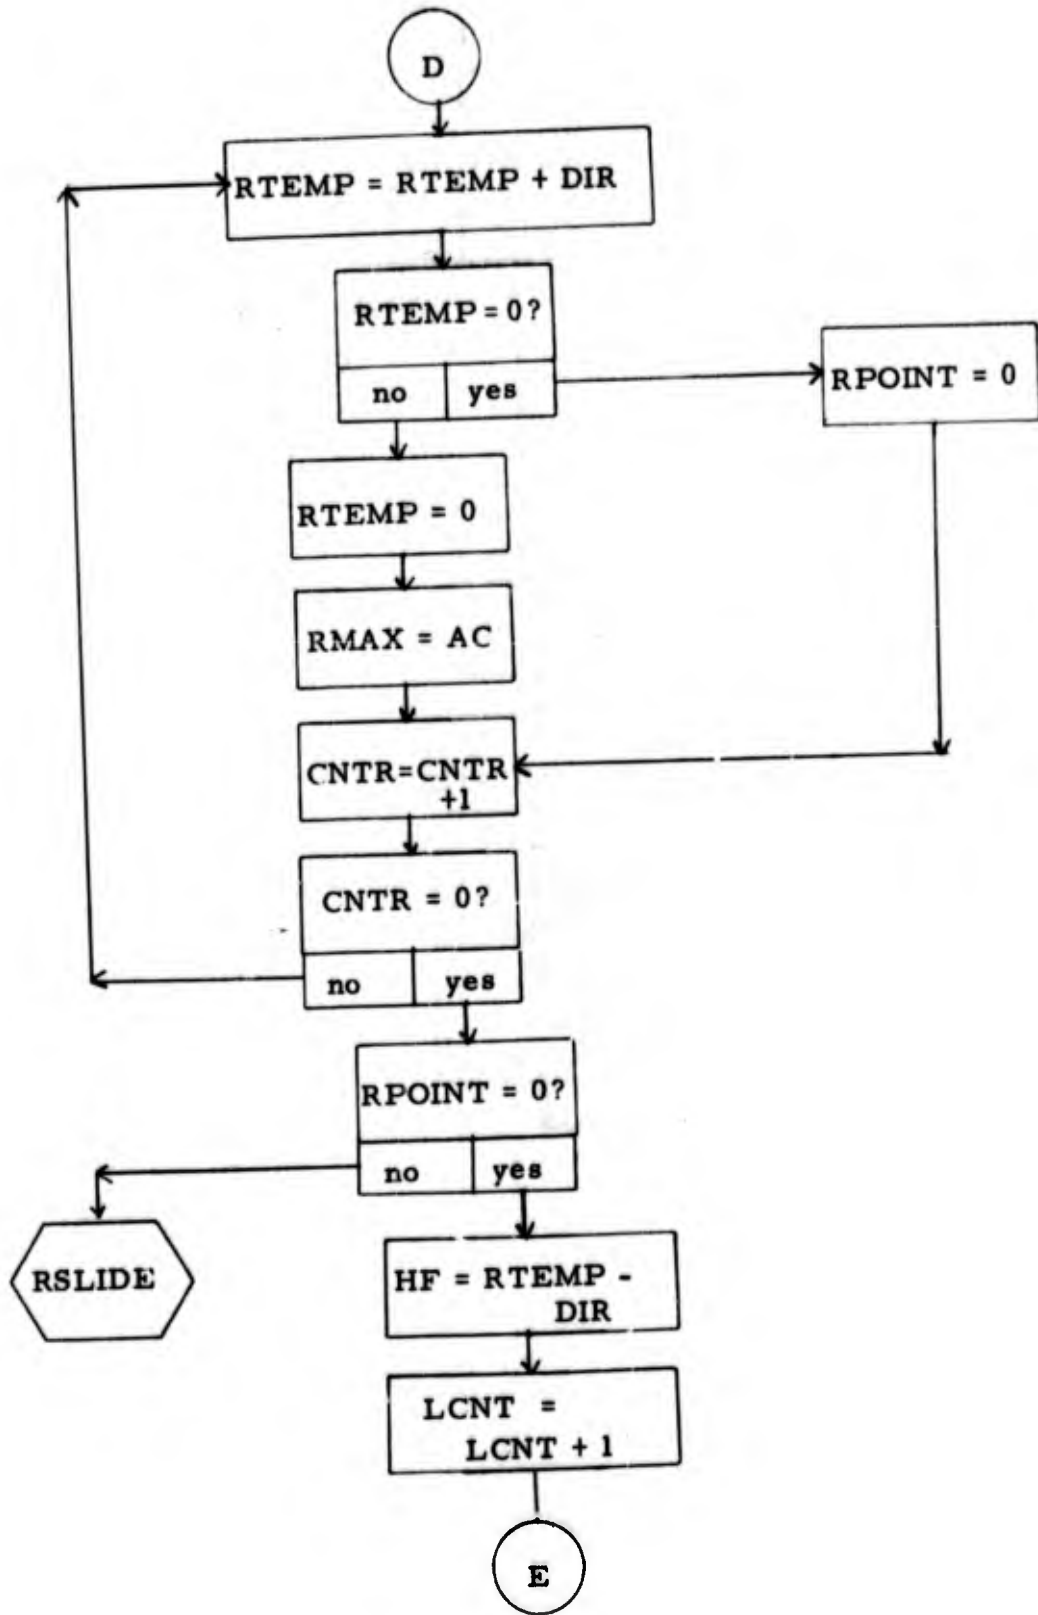 D
RTEMP = RTEMP + DIR
RTEMP = 0?
no yes
RPOINT = 0
RTEMP = 0
RMAX = AC
CNTR=CNTR
+1
CNTR = 0?
no yes
RPOINT = 0?
no yes
RSLIDE
HF = RTEMP -
DIR
LCNT =
LCNT + 1
E